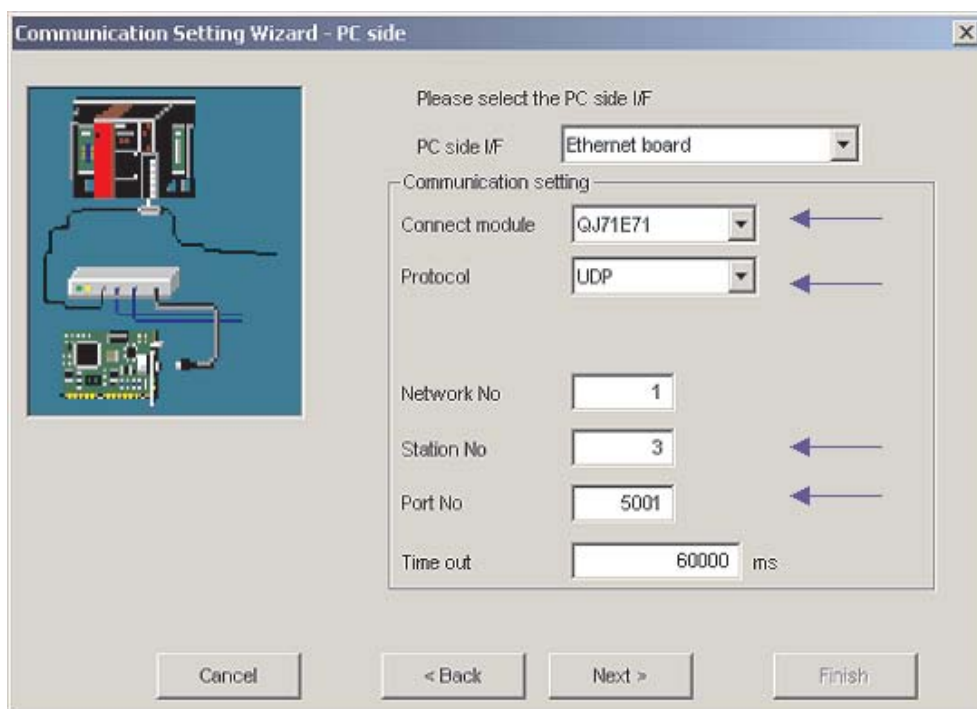 Communication Setting Wizard - PC side
Please select the PC side I/F
PC side I/F Ethernet board
Communication setting
Connect module QJ71E71
Protocol UDP
Network No 1
Station No 3
Port No 5001
Time out 60000 ms
Cancel < Back Next > Finish